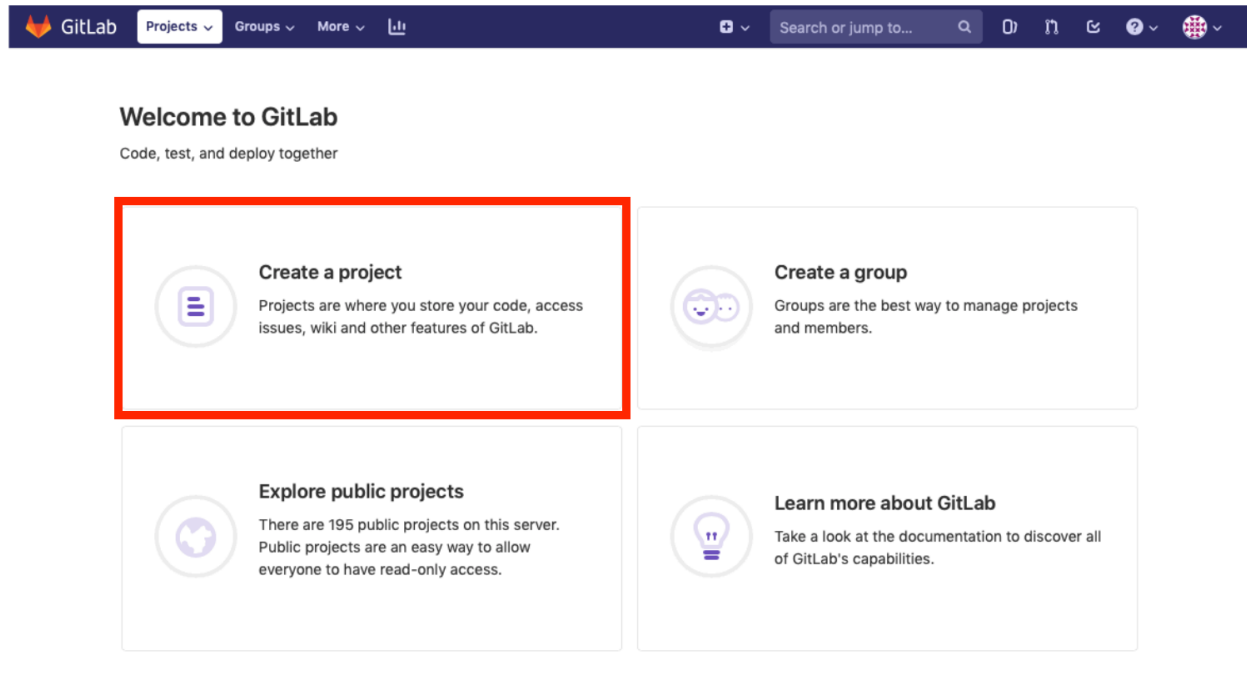 GitLab Projects Groups More Search or jump to...
Welcome to GitLab
Code, test, and deploy together
Create a project
Projects are where you store your code, access
issues, wiki and other features of GitLab.
Create a group
Groups are the best way to manage projects
and members.
Explore public projects
There are 195 public projects on this server.
Public projects are an easy way to allow
everyone to have read-only access.
Learn more about GitLab
Take a look at the documentation to discover all
of GitLab's capabilities.